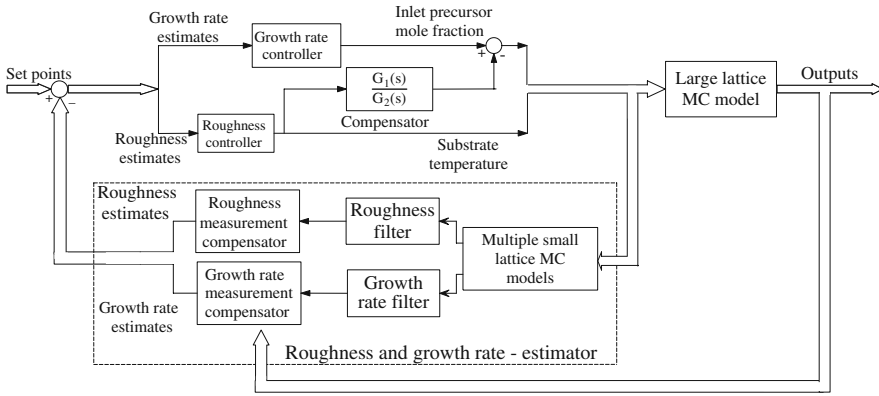 Growth rate
estimates
Inlet precursor
mole fraction
Growth rate
controller
+
-
Set points
+
−
G₁(s)
G₂(s)
Compensator
Large lattice
MC model
Outputs
Roughness
estimates
Roughness
controller
Substrate
temperature
Roughness
estimates
Roughness
measurement
compensator
Roughness
filter
Multiple small
lattice MC
models
Growth rate
measurement
compensator
Growth
rate filter
Growth rate
estimates
Roughness and growth rate - estimator